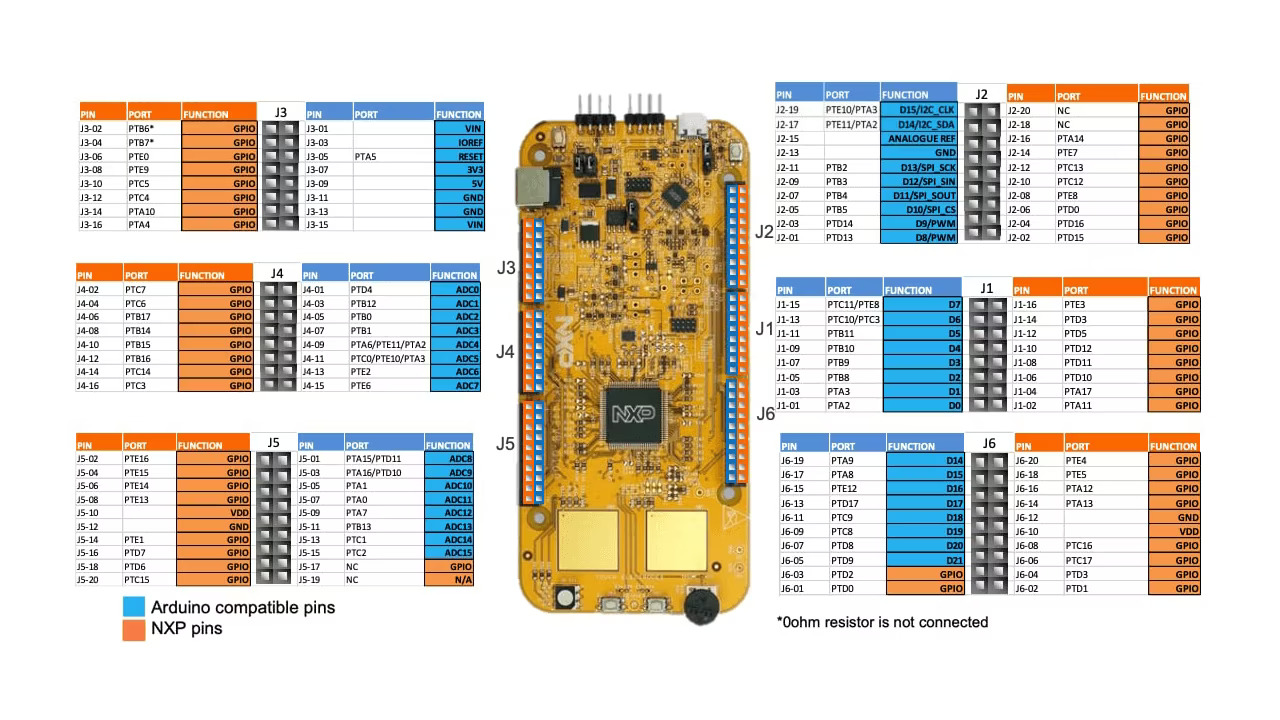 PIN PORT FUNCTION J3 PIN PORT FUNCTION
J3-02 PTB6* GPIO J3-01 VIN
J3-04 PTB7* GPIO J3-03 IOREF
J3-06 PTE0 GPIO J3-05 PTA5 RESET
J3-08 PTE9 GPIO J3-07 3V3
J3-10 PTC5 GPIO J3-09 5V
J3-12 PTC4 GPIO J3-11 GND
J3-14 PTA10 GPIO J3-13 GND
J3-16 PTA4 GPIO J3-15 VIN
PIN PORT FUNCTION J4 PIN PORT FUNCTION
J4-02 PTC7 GPIO J4-01 PTD4 ADC0
J4-04 PTC6 GPIO J4-03 PTB12 ADC1
J4-06 PTB17 GPIO J4-05 PTB0 ADC2
J4-08 PTB14 GPIO J4-07 PTB1 ADC3
J4-10 PTB15 GPIO J4-09 PTA6/PTE11/PTA2 ADC4
J4-12 PTB16 GPIO J4-11 PTC0/PTE10/PTA3 ADC5
J4-14 PTC14 GPIO J4-13 PTE2 ADC6
J4-16 PTC3 GPIO J4-15 PTE6 ADC7
PIN PORT FUNCTION J5 PIN PORT FUNCTION
J5-02 PTE16 GPIO J5-01 PTA15/PTD11 ADC8
J5-04 PTE15 GPIO J5-03 PTA16/PTD10 ADC9
J5-06 PTE14 GPIO J5-05 PTA1 ADC10
J5-08 PTE13 GPIO J5-07 PTA0 ADC11
J5-10 VDD J5-09 PTA7 ADC12
J5-12 GND J5-11 PTB13 ADC13
J5-14 PTE1 GPIO J5-13 PTC1 ADC14
J5-16 PTD7 GPIO J5-15 PTC2 ADC15
J5-18 PTD6 GPIO J5-17 NC GPIO
J5-20 PTC15 GPIO J5-19 NC N/A
Arduino compatible pins
NXP pins
J3
J4
J5
NXP
NXP
J2
J1
J6
PIN PORT FUNCTION J2 PIN PORT FUNCTION
J2-19 PTE10/PTA3 D15/I2C_CLK J2-20 NC GPIO
J2-17 PTE11/PTA2 D14/I2C_SDA J2-18 NC GPIO
J2-15 ANALOGUE REF J2-16 PTA14 GPIO
J2-13 GND J2-14 PTE7 GPIO
J2-11 PTB2 D13/SPI_SCK J2-12 PTC13 GPIO
J2-09 PTB3 D12/SPI_SIN J2-10 PTC12 GPIO
J2-07 PTB4 D11/SPI_SOUT J2-08 PTE8 GPIO
J2-05 PTB5 D10/SPI_CS J2-06 PTD0 GPIO
J2-03 PTD14 D9/PWM J2-04 PTD16 GPIO
J2-01 PTD13 D8/PWM J2-02 PTD15 GPIO
PIN PORT FUNCTION J1 PIN PORT FUNCTION
J1-15 PTC11/PTE8 D7 J1-16 PTE3 GPIO
J1-13 PTC10/PTC3 D6 J1-14 PTD3 GPIO
J1-11 PTB11 D5 J1-12 PTD5 GPIO
J1-09 PTB10 D4 J1-10 PTD12 GPIO
J1-07 PTB9 D3 J1-08 PTD11 GPIO
J1-05 PTB8 D2 J1-06 PTD10 GPIO
J1-03 PTA3 D1 J1-04 PTA17 GPIO
J1-01 PTA2 D0 J1-02 PTA11 GPIO
PIN PORT FUNCTION J6 PIN PORT FUNCTION
J6-19 PTA9 D14 J6-20 PTE4 GPIO
J6-17 PTA8 D15 J6-18 PTE5 GPIO
J6-15 PTE12 D16 J6-16 PTA12 GPIO
J6-13 PTD17 D17 J6-14 PTA13 GPIO
J6-11 PTC9 D18 J6-12 GND
J6-09 PTC8 D19 J6-10 VDD
J6-07 PTD8 D20 J6-08 PTC16 GPIO
J6-05 PTD9 D21 J6-06 PTC17 GPIO
J6-03 PTD2 GPIO J6-04 PTD3 GPIO
J6-01 PTD0 GPIO J6-02 PTD1 GPIO
*0ohm resistor is not connected